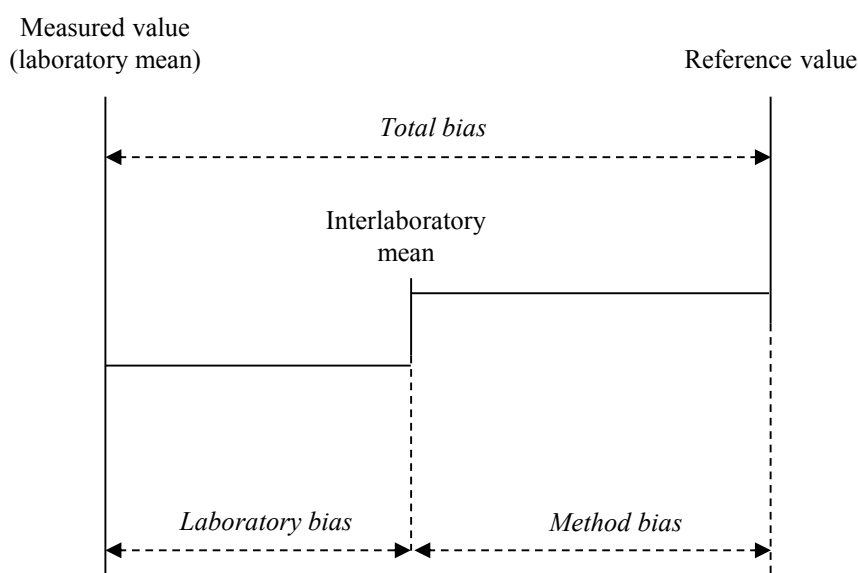 Measured value
(laboratory mean)
Reference value
Total bias
Interlaboratory
mean
Laboratory bias
Method bias